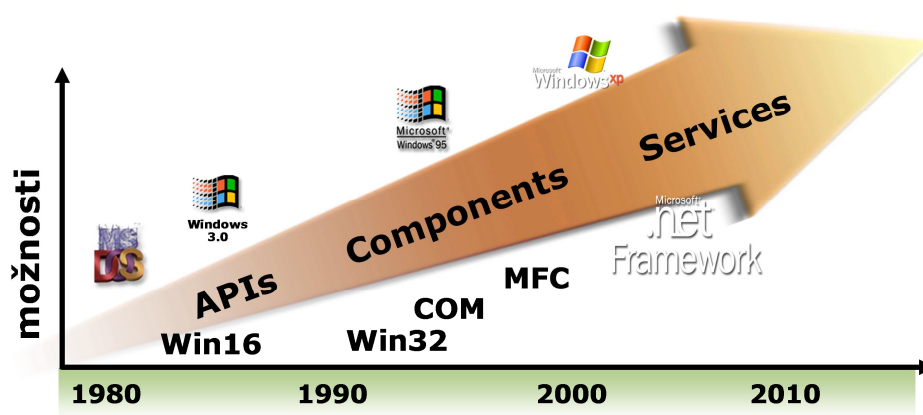 Microsoft
Windows xp
Microsoft
Windows 95
Services
Components
Windows
3.0
MS
DOS
APIs
Microsoft
.net
Framework
MFC
COM
Win32
Win16
možnosti
1980
1990
2000
2010